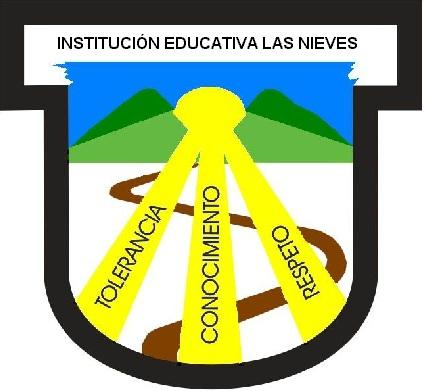 INSTITUCIÓN EDUCATIVA LAS NIEVES
TOLERANCIA
CONOCIMIENTO
RESPETO